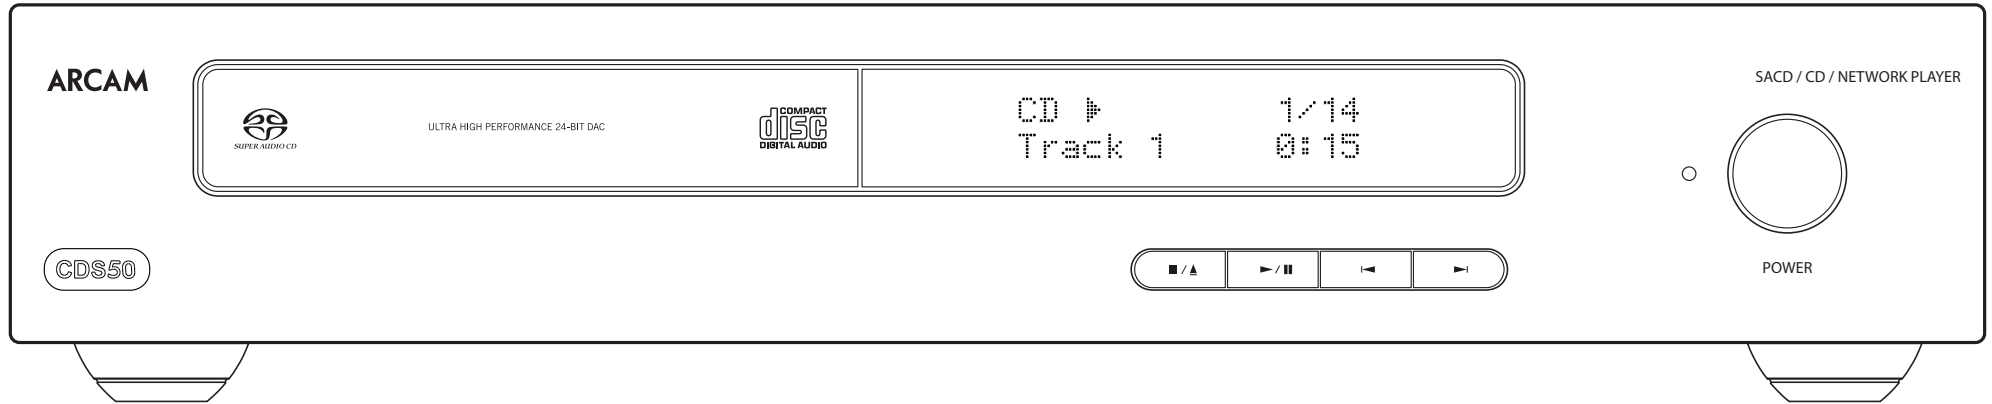 ARCAM
SACD / CD / NETWORK PLAYER
SUPER AUDIO CD
ULTRA HIGH PERFORMANCE 24-BIT DAC
COMPACT
disc
DIGITAL AUDIO
CD ▶ 1/14
Track 1 0:15
CDS50
POWER